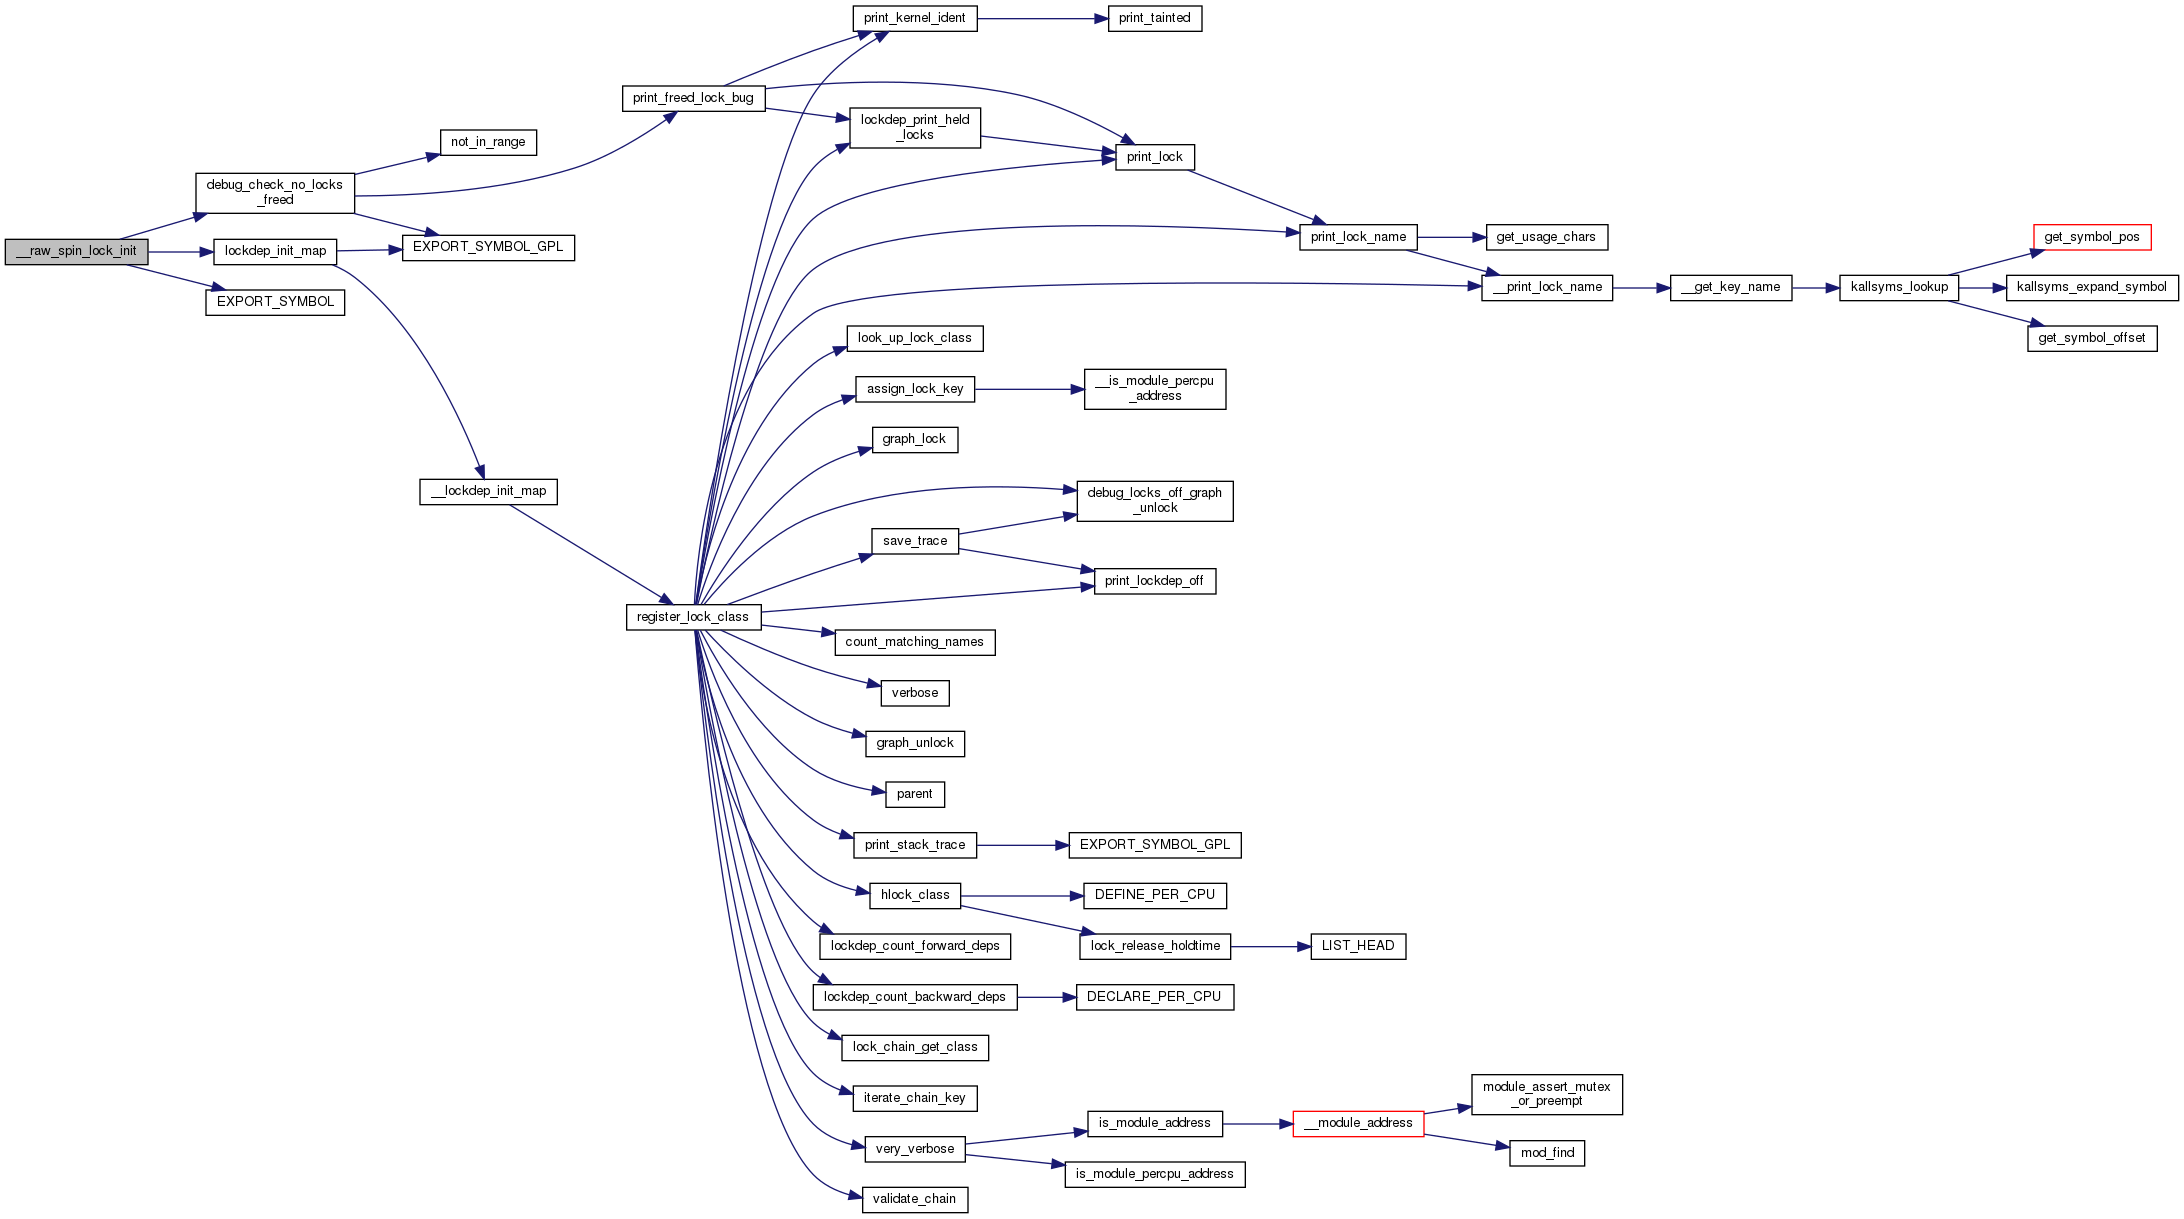 print_kernel_ident
print_tainted
print_freed_lock_bug
lockdep_print_held
_locks
not_in_range
print_lock
debug_check_no_locks
_freed
__raw_spin_lock_init
lockdep_init_map
EXPORT_SYMBOL_GPL
EXPORT_SYMBOL
print_lock_name
get_usage_chars
get_symbol_pos
__print_lock_name
__get_key_name
kallsyms_lookup
kallsyms_expand_symbol
get_symbol_offset
look_up_lock_class
assign_lock_key
__is_module_percpu
_address
graph_lock
__lockdep_init_map
debug_locks_off_graph
_unlock
save_trace
print_lockdep_off
register_lock_class
count_matching_names
verbose
graph_unlock
parent
print_stack_trace
EXPORT_SYMBOL_GPL
hlock_class
DEFINE_PER_CPU
lockdep_count_forward_deps
lock_release_holdtime
LIST_HEAD
lockdep_count_backward_deps
DECLARE_PER_CPU
lock_chain_get_class
iterate_chain_key
module_assert_mutex
_or_preempt
is_module_address
__module_address
very_verbose
mod_find
is_module_percpu_address
validate_chain